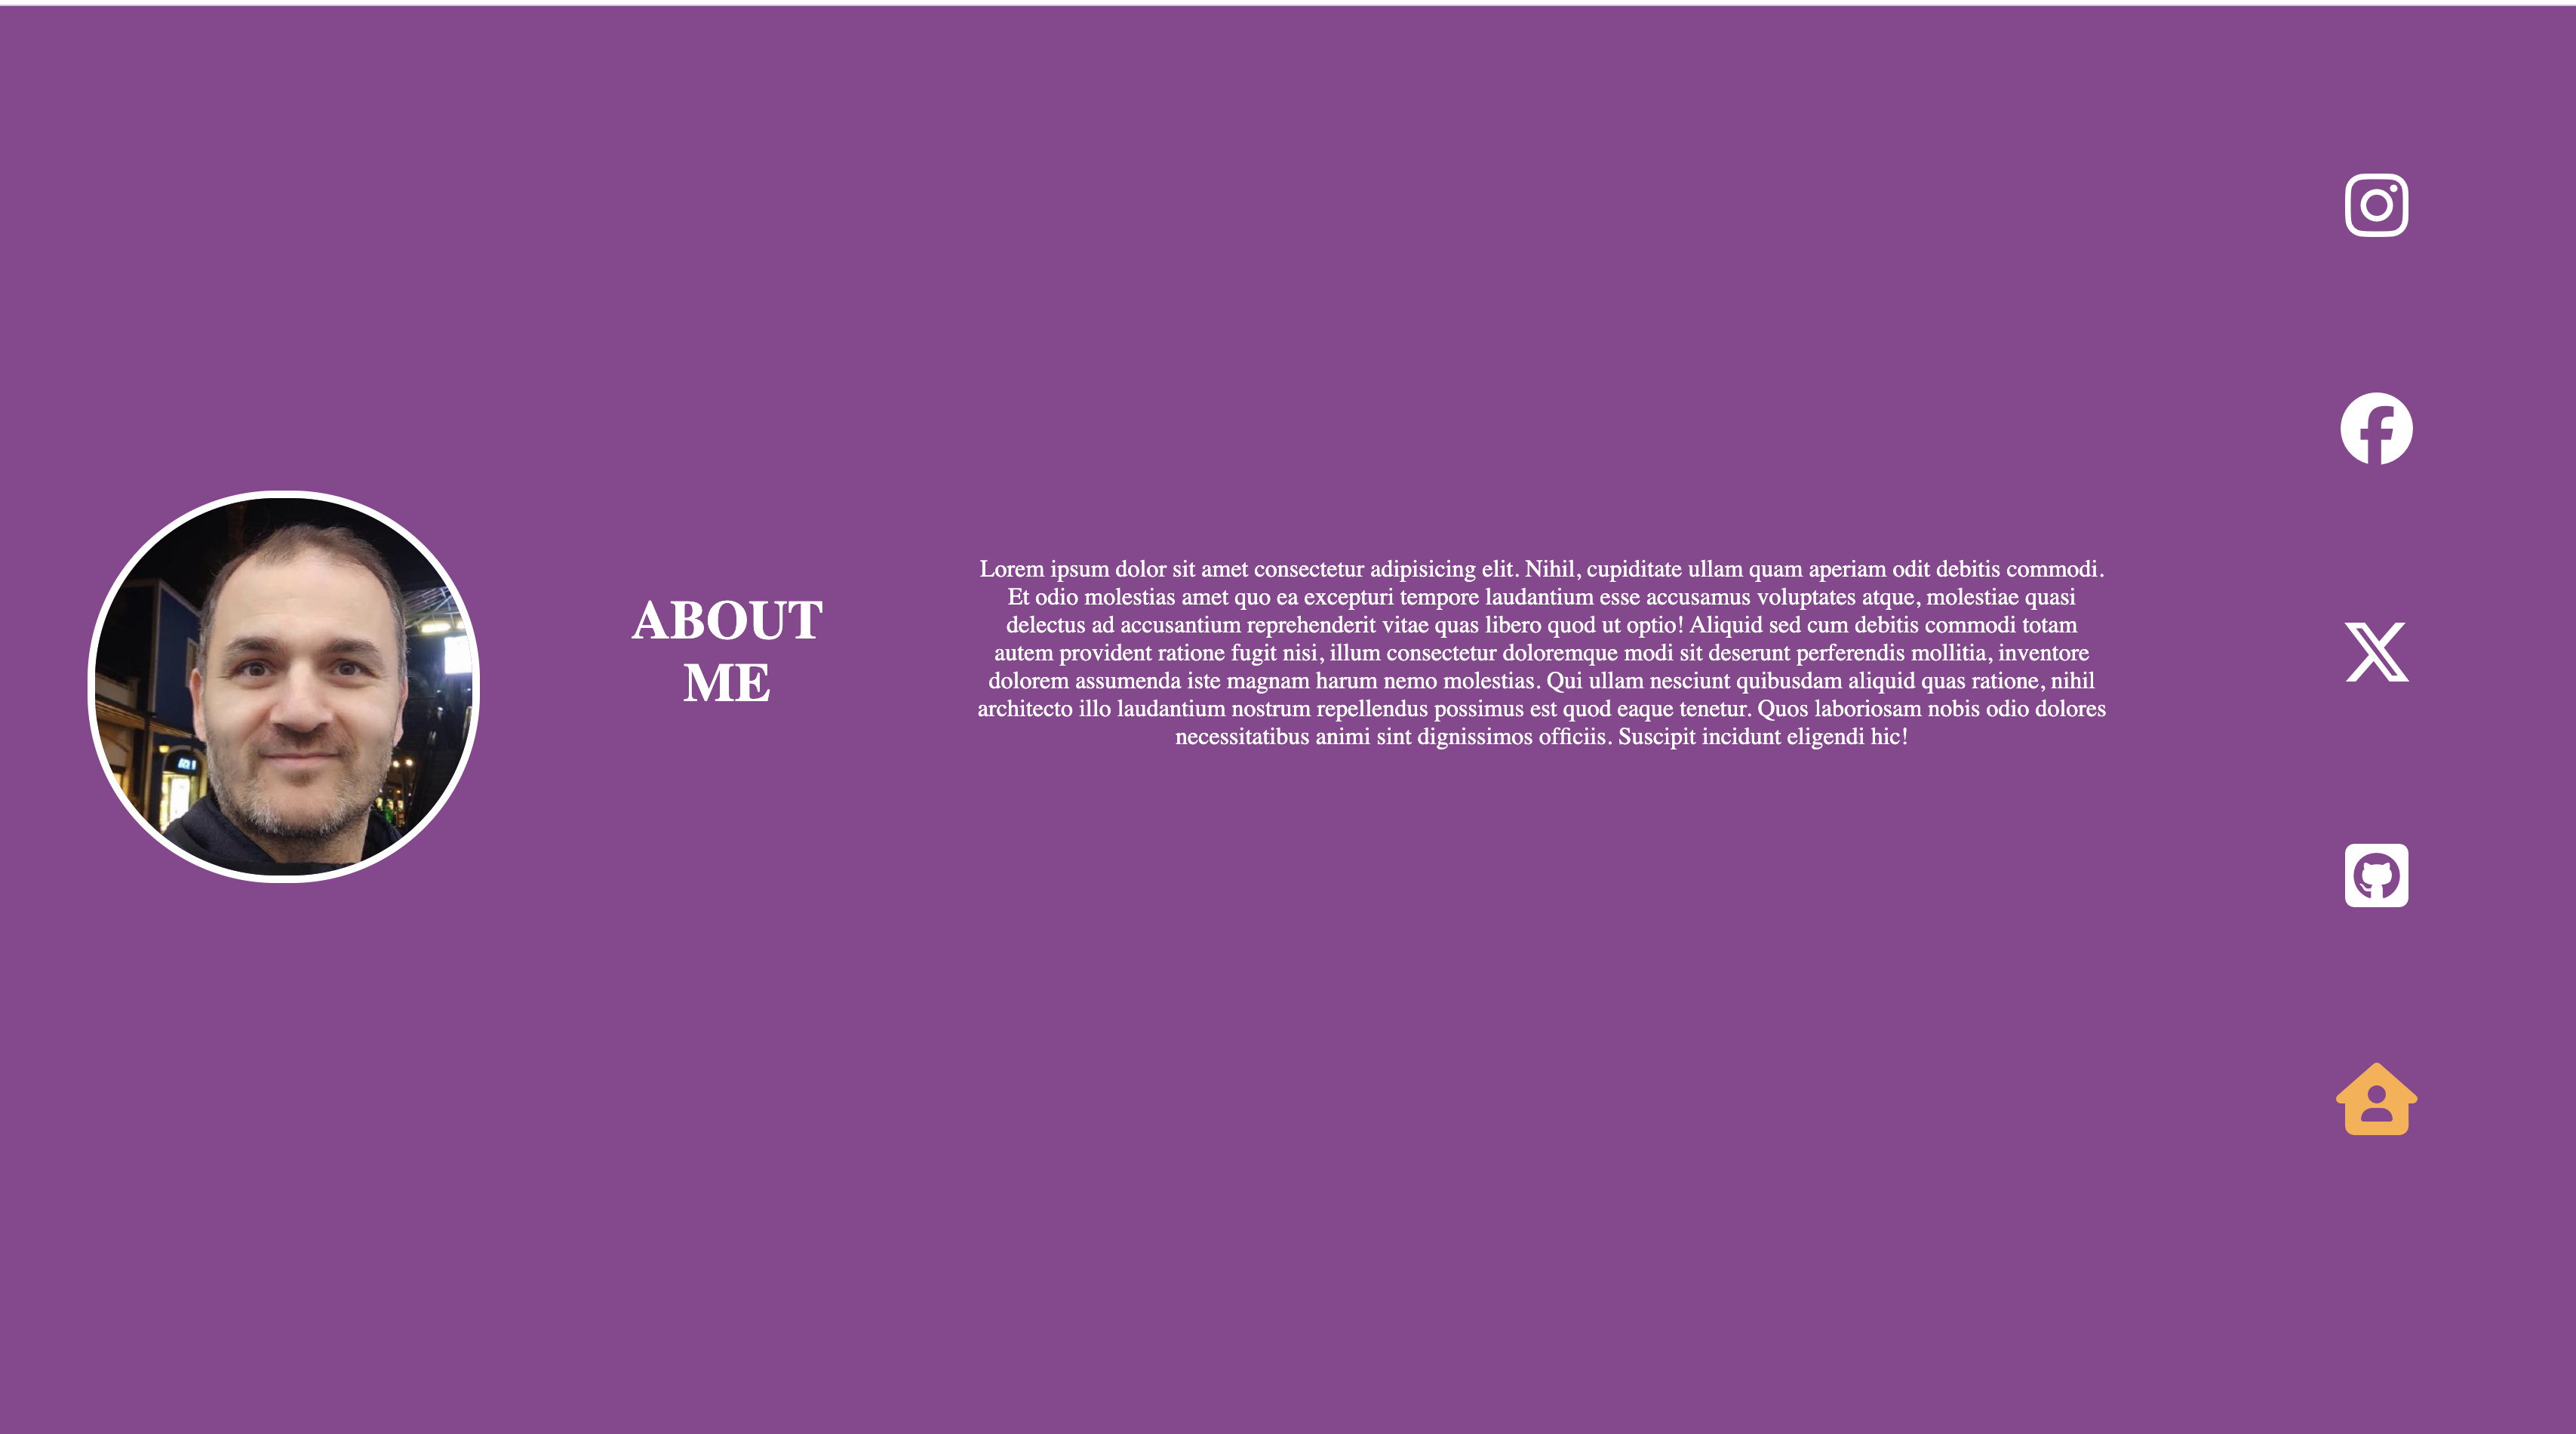 ABOUT
ME
Lorem ipsum dolor sit amet consectetur adipisicing elit. Nihil, cupiditate ullam quam aperiam odit debitis commodi.
Et odio molestias amet quo ea excepturi tempore laudantium esse accusamus voluptates atque, molestiae quasi
delectus ad accusantium reprehenderit vitae quas libero quod ut optio! Aliquid sed cum debitis commodi totam
autem provident ratione fugit nisi, illum consectetur doloremque modi sit deserunt perferendis mollitia, inventore
dolorem assumenda iste magnam harum nemo molestias. Qui ullam nesciunt quibusdam aliquid quas ratione, nihil
architecto illo laudantium nostrum repellendus possimus est quod eaque tenetur. Quos laboriosam nobis odio dolores
necessitatibus animi sint dignissimos officiis. Suscipit incidunt eligendi hic!